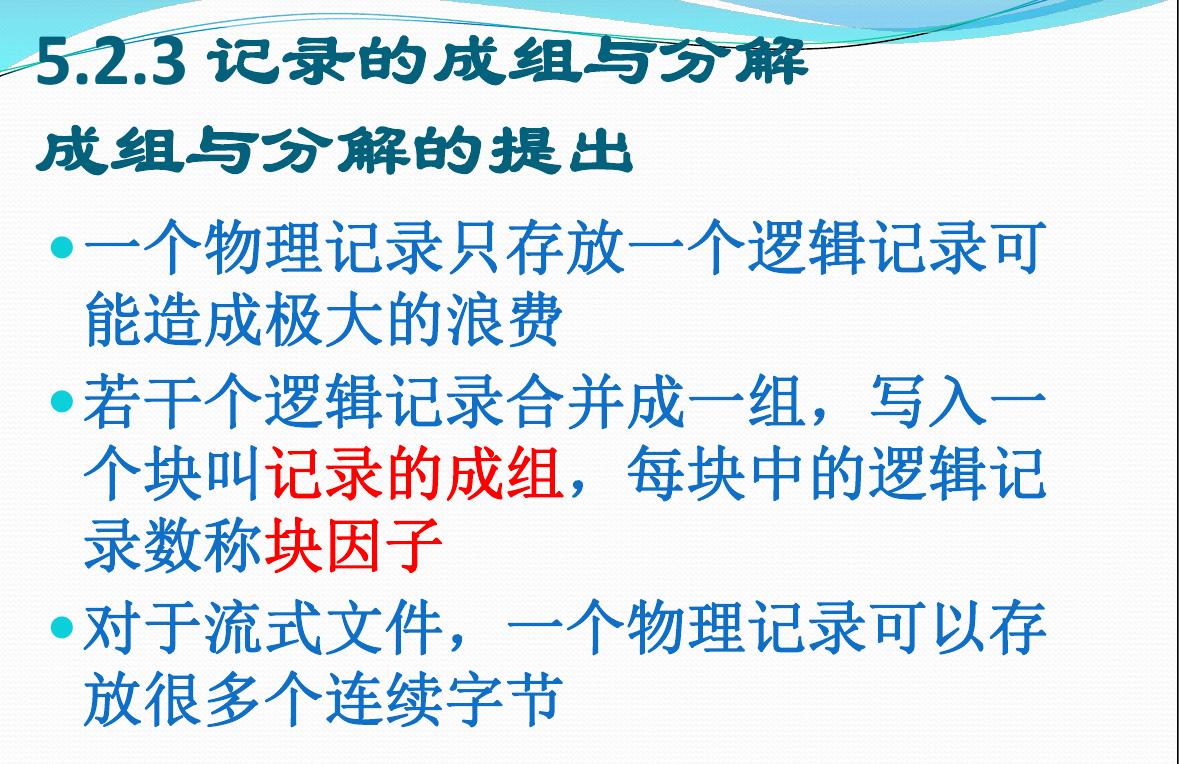 5.2.3 记录的成组与分解
成组与分解的提出
•一个物理记录只存放一个逻辑记录可
能造成极大的浪费
•若干个逻辑记录合并成一组，写入一
个块叫记录的成组，每块中的逻辑记
录数称块因子
•对于流式文件，一个物理记录可以存
放很多个连续字节